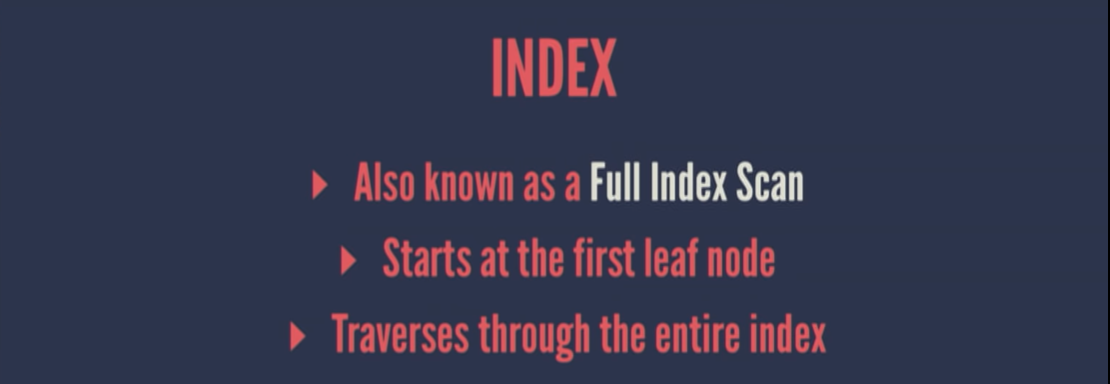 INDEX
Also known as a Full Index Scan
Starts at the first leaf node
Traverses through the entire index